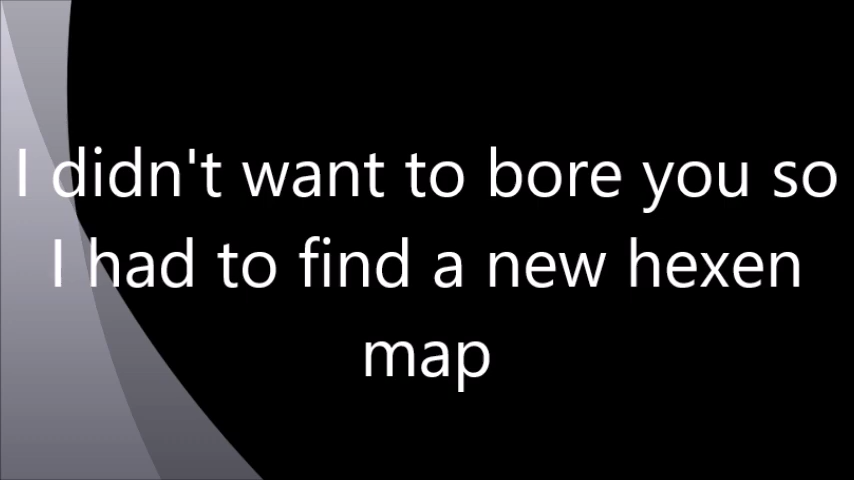 I didn't want to bore you so
I had to find a new hexen
map